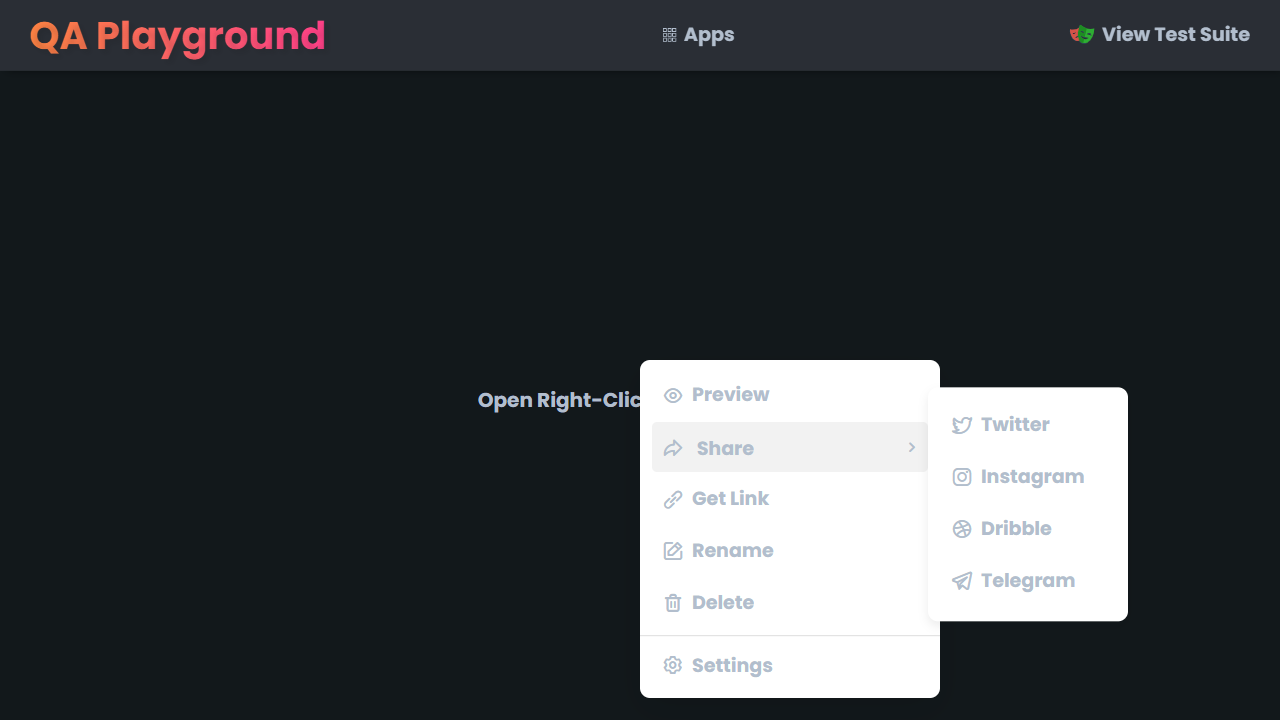 QA Playground
Apps
View Test Suite
Open Right-Clic
Preview
Share
Get Link
Rename
Delete
Settings
Twitter
Instagram
Dribble
Telegram